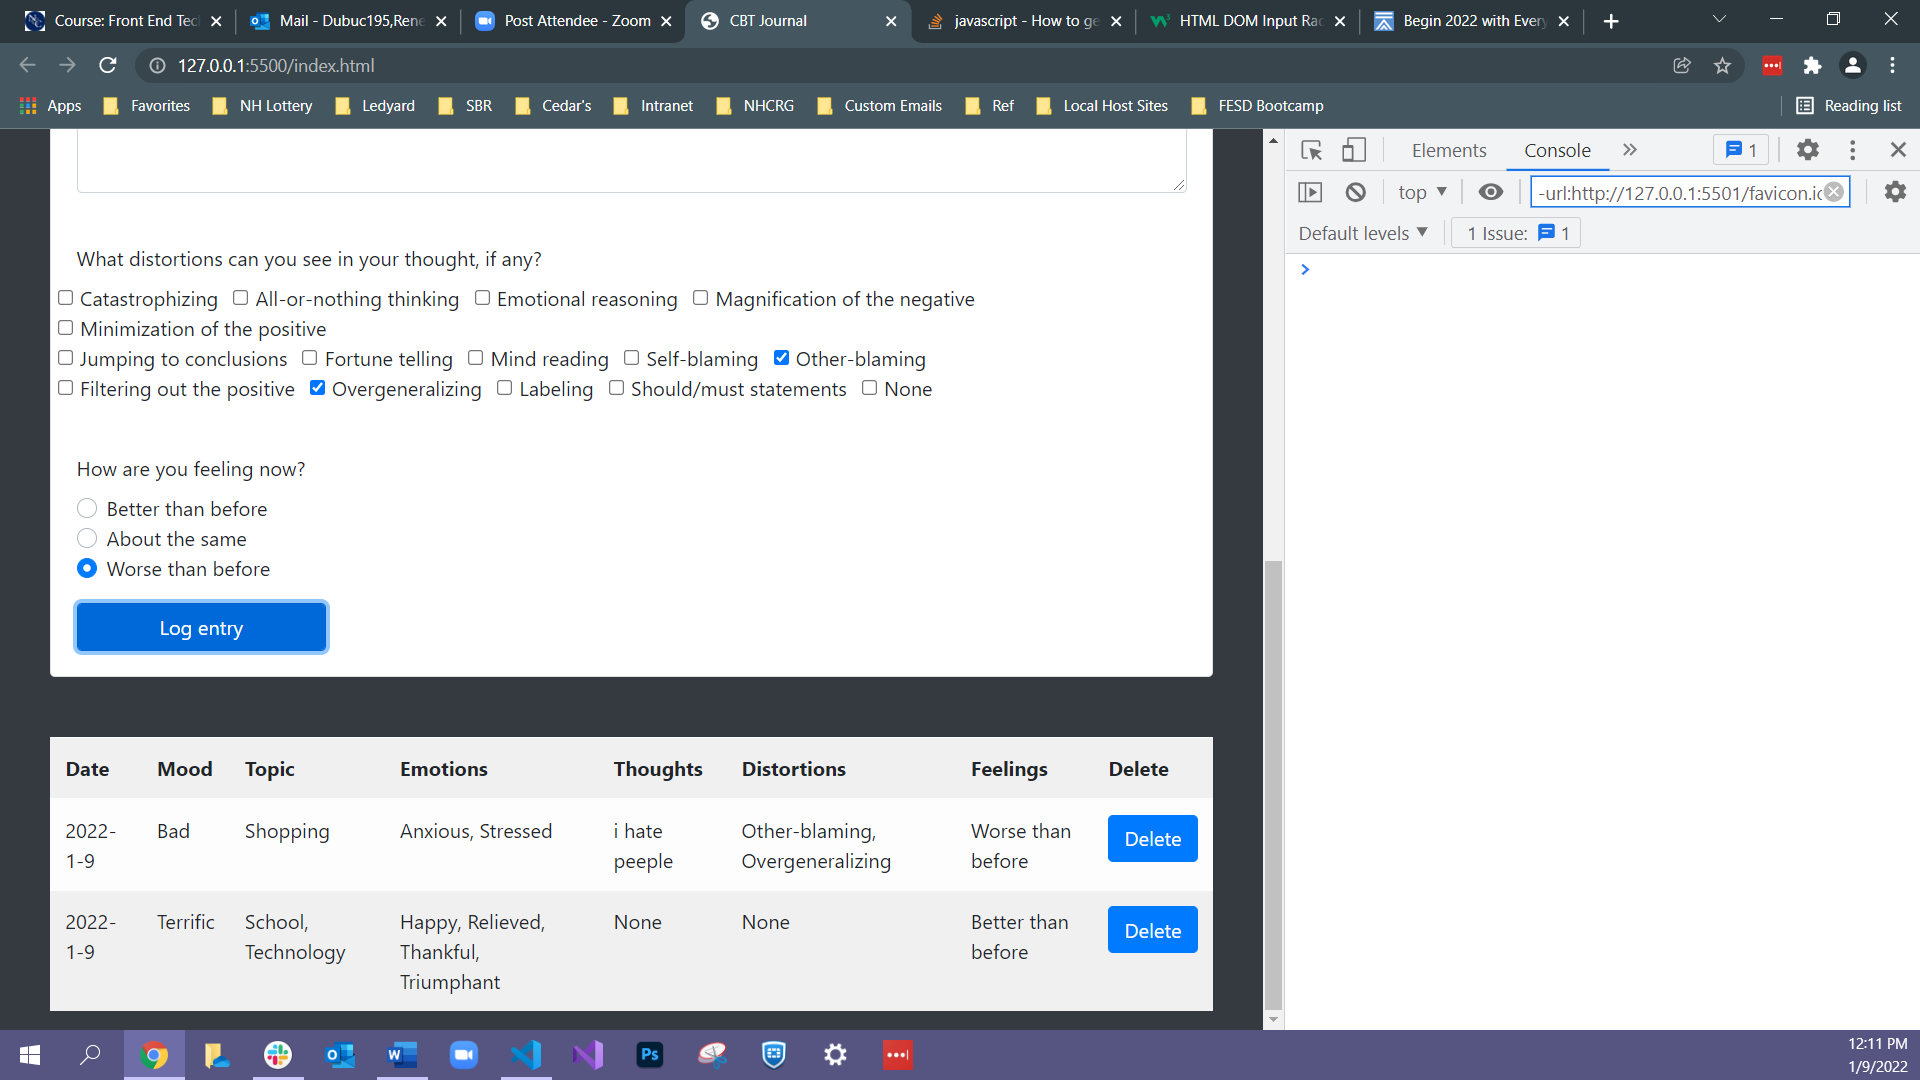 Course: Front End Tec
Mail - Dubuc195,Rene
Post Attendee - Zoom
CBT Journal
javascript - How to ge
HTML DOM Input Rad
Begin 2022 with Every
127.0.0.1:5500/index.html
Apps
Favorites
NH Lottery
Ledyard
SBR
Cedar's
Intranet
NHCRG
Custom Emails
Ref
Local Host Sites
FESD Bootcamp
Reading list
Elements
Console
1
top
-url:http://127.0.0.1:5501/favicon.ic
Default levels
1 Issue: 1
What distortions can you see in your thought, if any?
Catastrophizing All-or-nothing thinking Emotional reasoning Magnification of the negative
Minimization of the positive
Jumping to conclusions Fortune telling Mind reading Self-blaming Other-blaming
Filtering out the positive Overgeneralizing Labeling Should/must statements None
How are you feeling now?
Better than before
About the same
Worse than before
Log entry
Date Mood Topic Emotions Thoughts Distortions Feelings Delete
2022- Bad Shopping Anxious, Stressed i hate Other-blaming, Worse than Delete
1-9 peeple Overgeneralizing before
2022- Terrific School, Happy, Relieved, None None Better than Delete
1-9 Technology Thankful, before
Triumphant
W
Ps
12:11 PM
1/9/2022